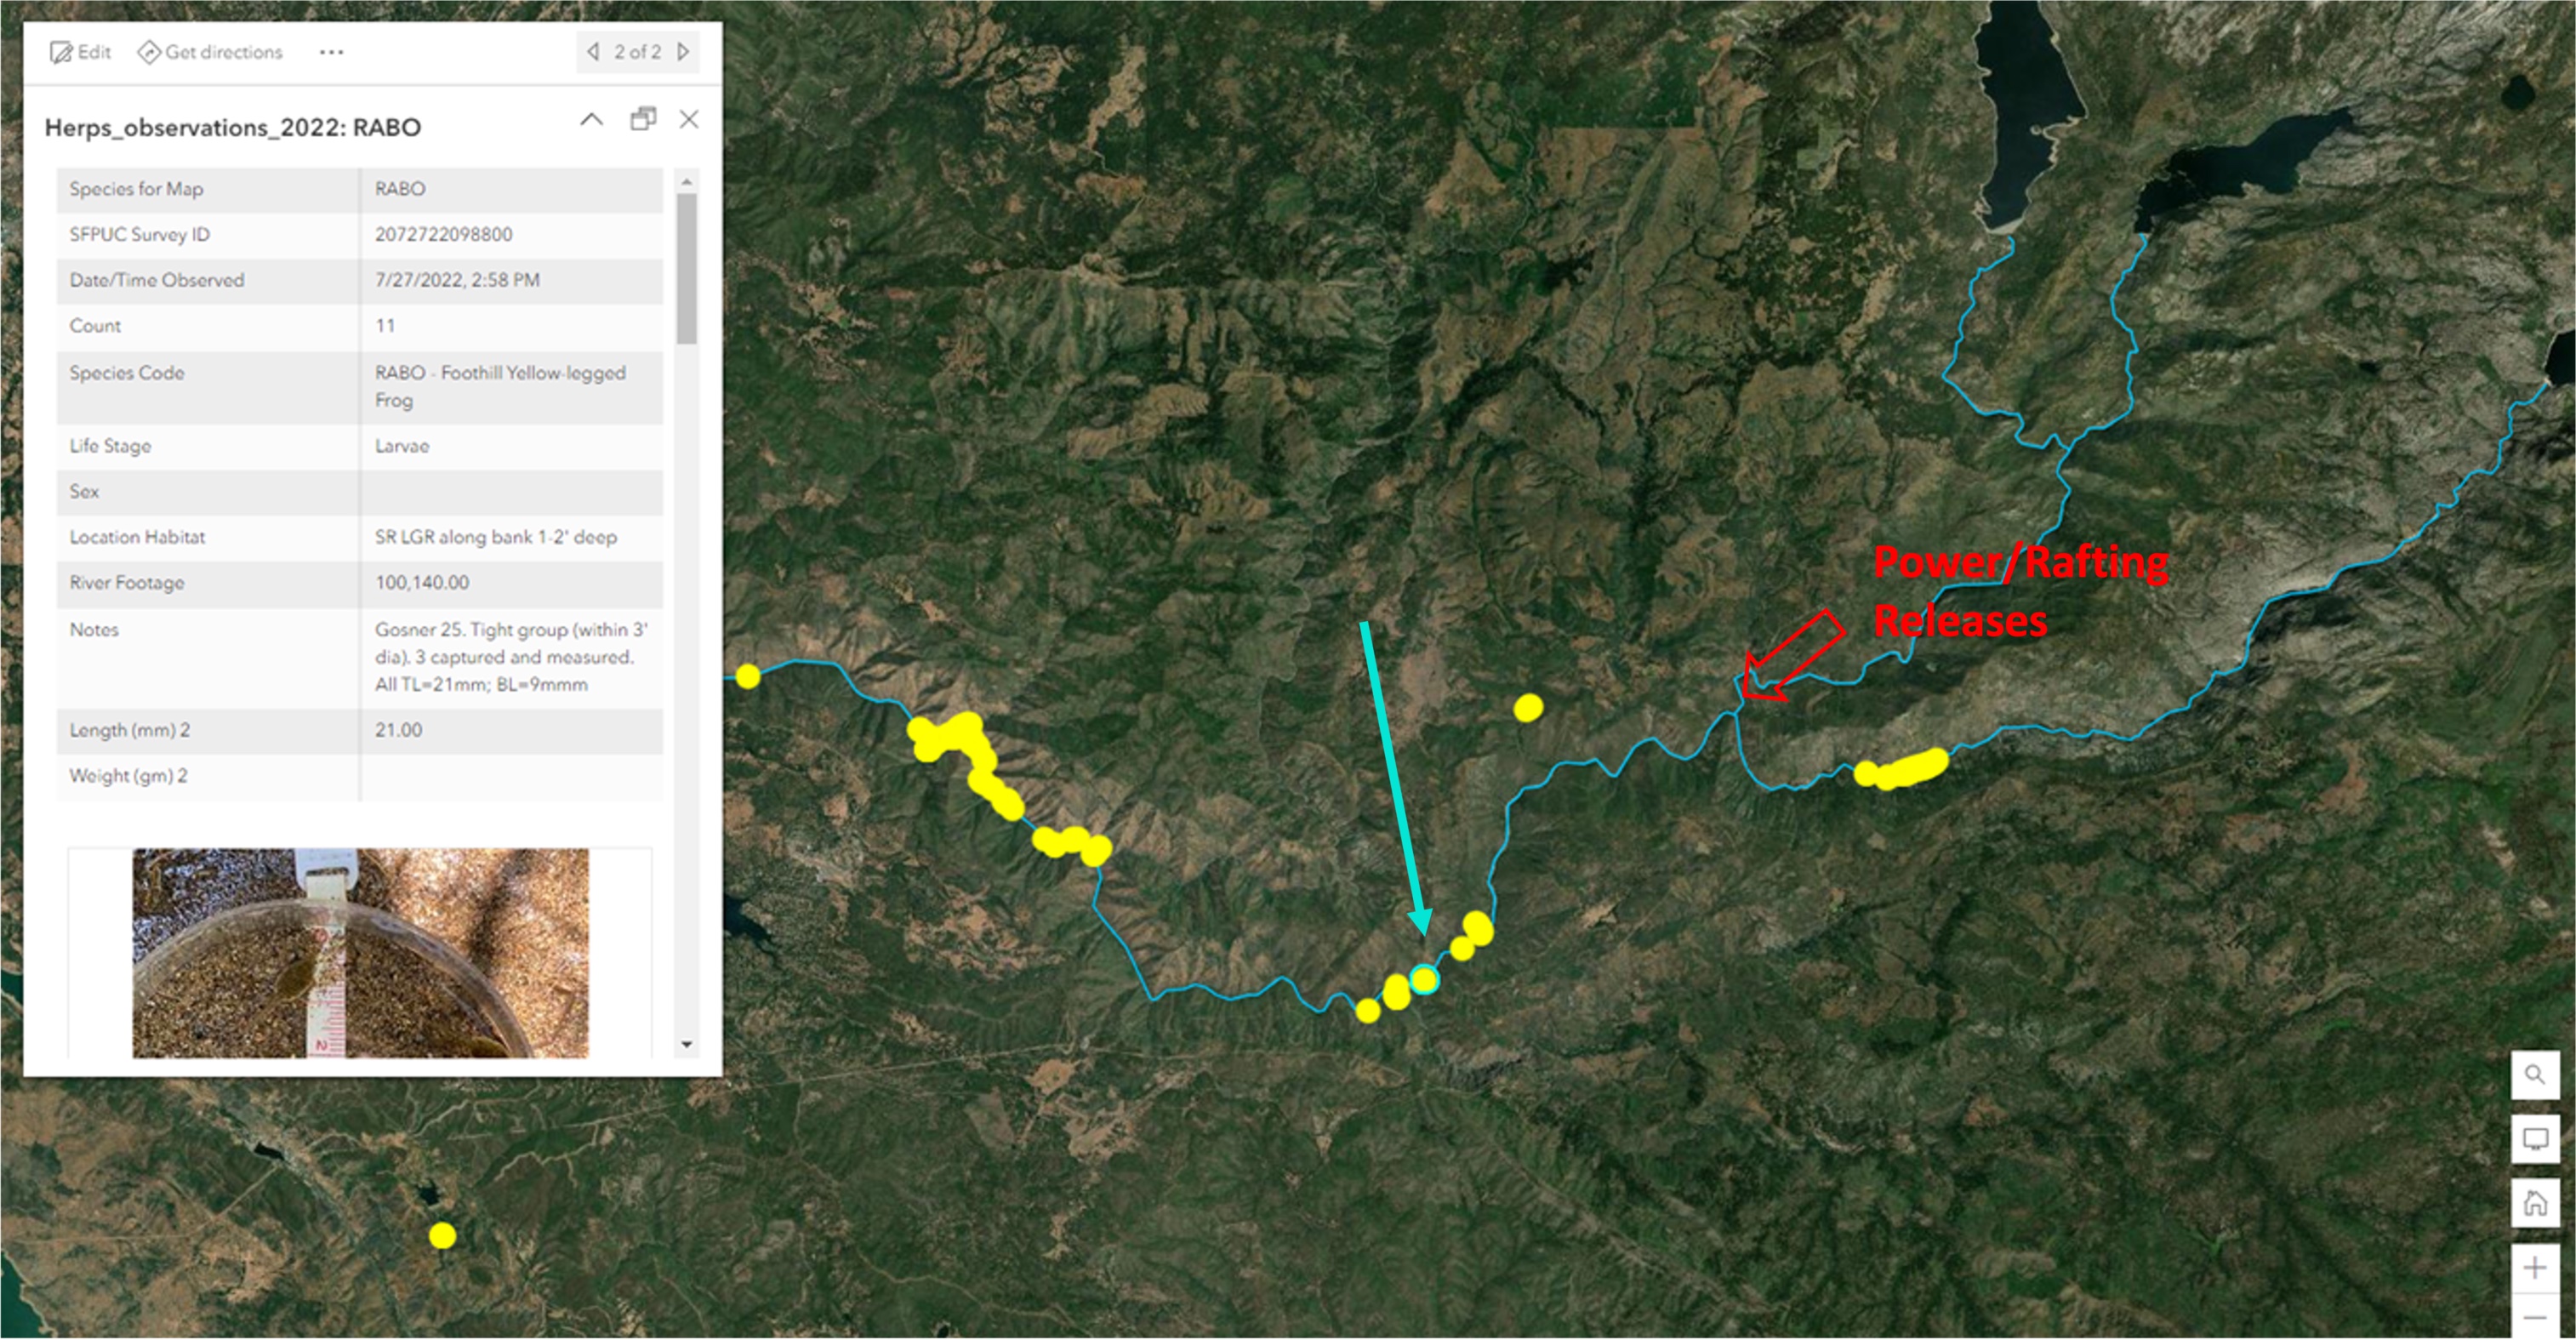 Edit
Get directions
...
2 of 2
Herps_observations_2022: RABO
Species for Map RABO
SFPUC Survey ID 2072722098800
Date/Time Observed 7/27/2022, 2:58 PM
Count 11
Species Code RABO - Foothill Yellow-legged
Frog
Life Stage Larvae
Sex
Location Habitat SR LGR along bank 1-2' deep
River Footage 100,140.00
Notes Gosner 25. Tight group (within 3'
dia). 3 captured and measured.
All TL=21mm; BL=9mmm
Length (mm) 2 21.00
Weight (gm) 2
2
Power/Rafting
Releases